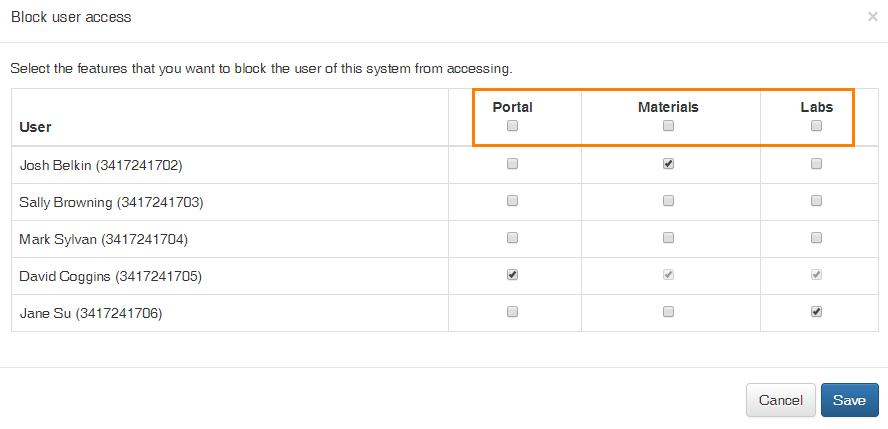 Block user access ×
Select the features that you want to block the user of this system from accessing.
User Portal Materials Labs
Josh Belkin (3417241702)
Sally Browning (3417241703)
Mark Sylvan (3417241704)
David Goggins (3417241705)
Jane Su (3417241706)
Cancel Save